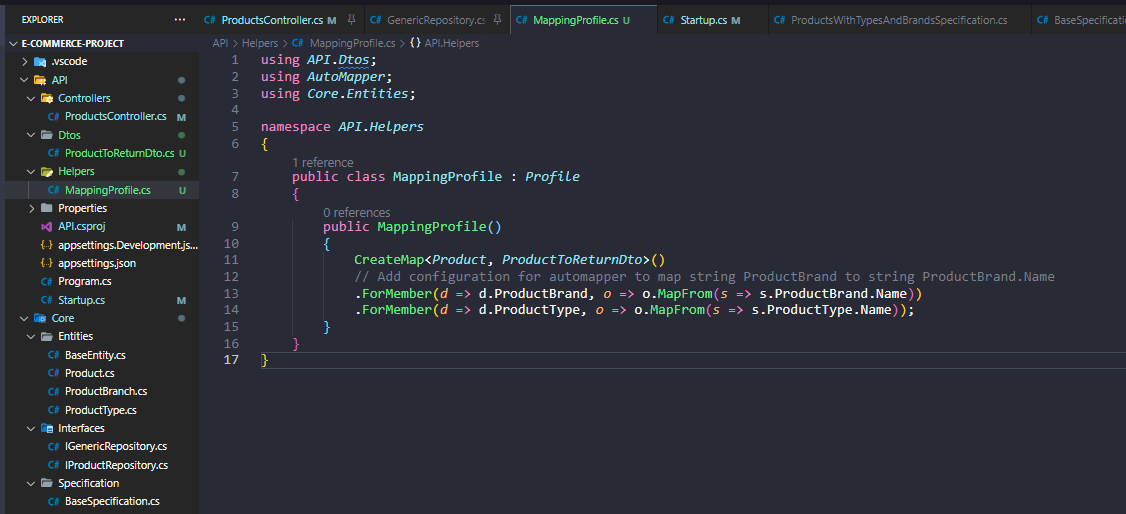 EXPLORER ...
E-COMMERCE-PROJECT
.vscode
API
Controllers
C# ProductsController.cs M
Dtos
C# ProductToReturnDto.cs U
Helpers
C# MappingProfile.cs U
Properties
API.csproj M
{..} appsettings.Development.js...
{..} appsettings.json
C# Program.cs
C# Startup.cs M
Core
Entities
C# BaseEntity.cs
C# Product.cs
C# ProductBranch.cs
C# ProductType.cs
Interfaces
C# IGenericRepository.cs
C# IProductRepository.cs
Specification
C# BaseSpecification.cs
C# ProductsController.cs M C# GenericRepository.cs C# MappingProfile.cs U C# Startup.cs M C# ProductsWithTypesAndBrandsSpecification.cs C# BaseSpecificati
API > Helpers > C# MappingProfile.cs > {} API.Helpers
1 using API.Dtos;
2 using AutoMapper;
3 using Core.Entities;
4
5 namespace API.Helpers
6 {
1 reference
7 public class MappingProfile : Profile
8 {
0 references
9 public MappingProfile()
10 {
11 CreateMap<Product, ProductToReturnDto>()
12 // Add configuration for automapper to map string ProductBrand to string ProductBrand.Name
13 .ForMember(d => d.ProductBrand, o => o.MapFrom(s => s.ProductBrand.Name))
14 .ForMember(d => d.ProductType, o => o.MapFrom(s => s.ProductType.Name));
15 }
16 }
17 }